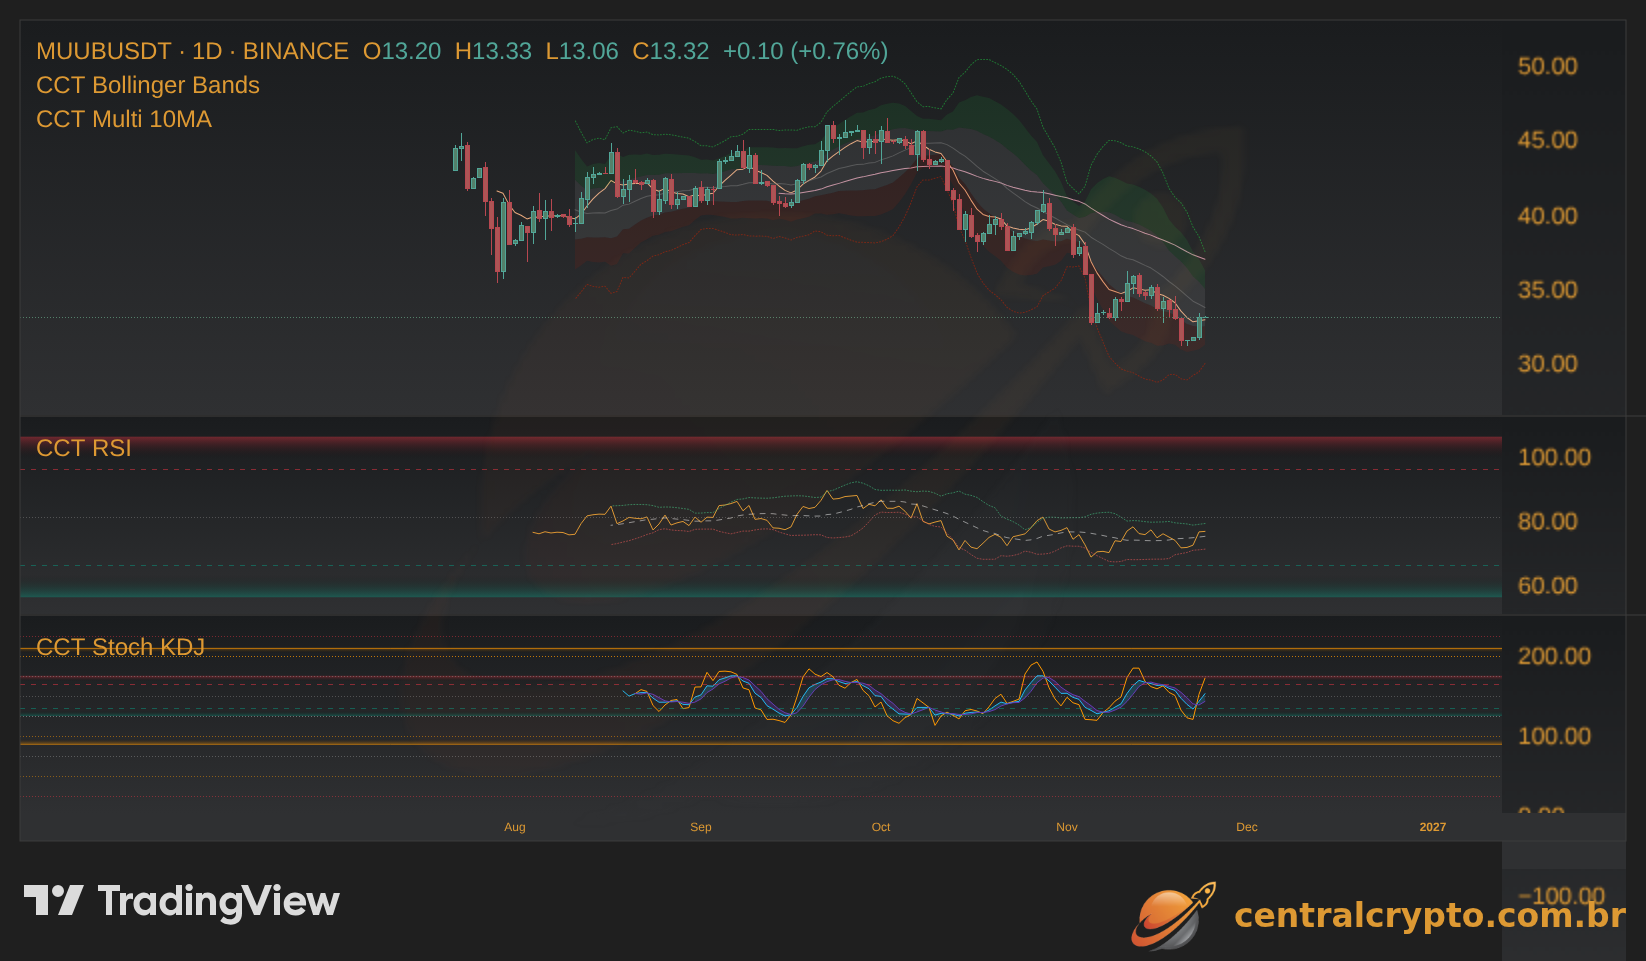 MUUBUSDT · 1D · BINANCE O13.20 H13.33 L13.06 C13.32 +0.10 (+0.76%)
CCT Bollinger Bands
CCT Multi 10MA
50.00
45.00
40.00
35.00
30.00
CCT RSI
100.00
80.00
60.00
CCT Stoch KDJ
200.00
100.00
Aug Sep Oct Nov Dec 2027
−100.00
TradingView
centralcrypto.com.br